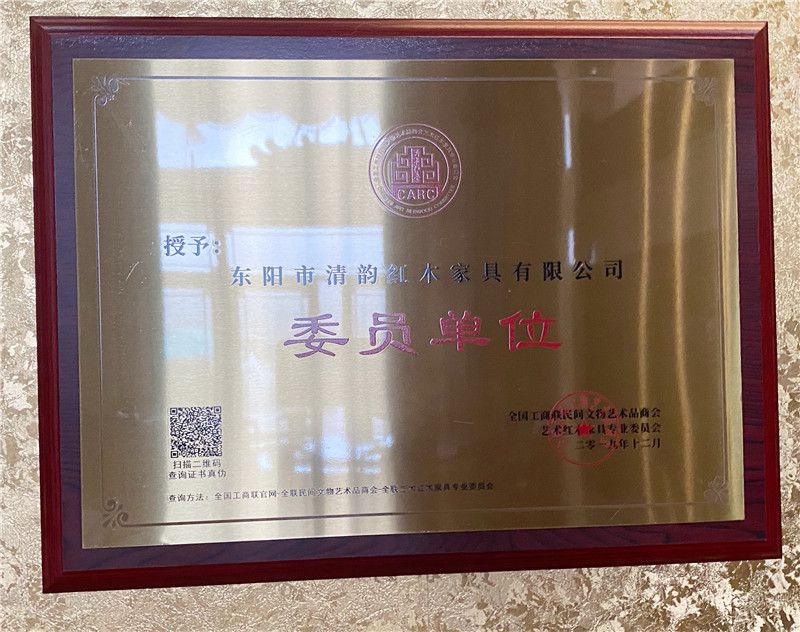 CARC
授予：
东阳市清韵红木家具有限公司
委员单位
全国工商联民间文物艺术品商会
艺术红木家具专业委员会
二零一九年十二月
扫描二维码
查询证书真伪
查询方法：全国工商联官网-全联民间文物艺术品商会-全联艺术红木家具专业委员会